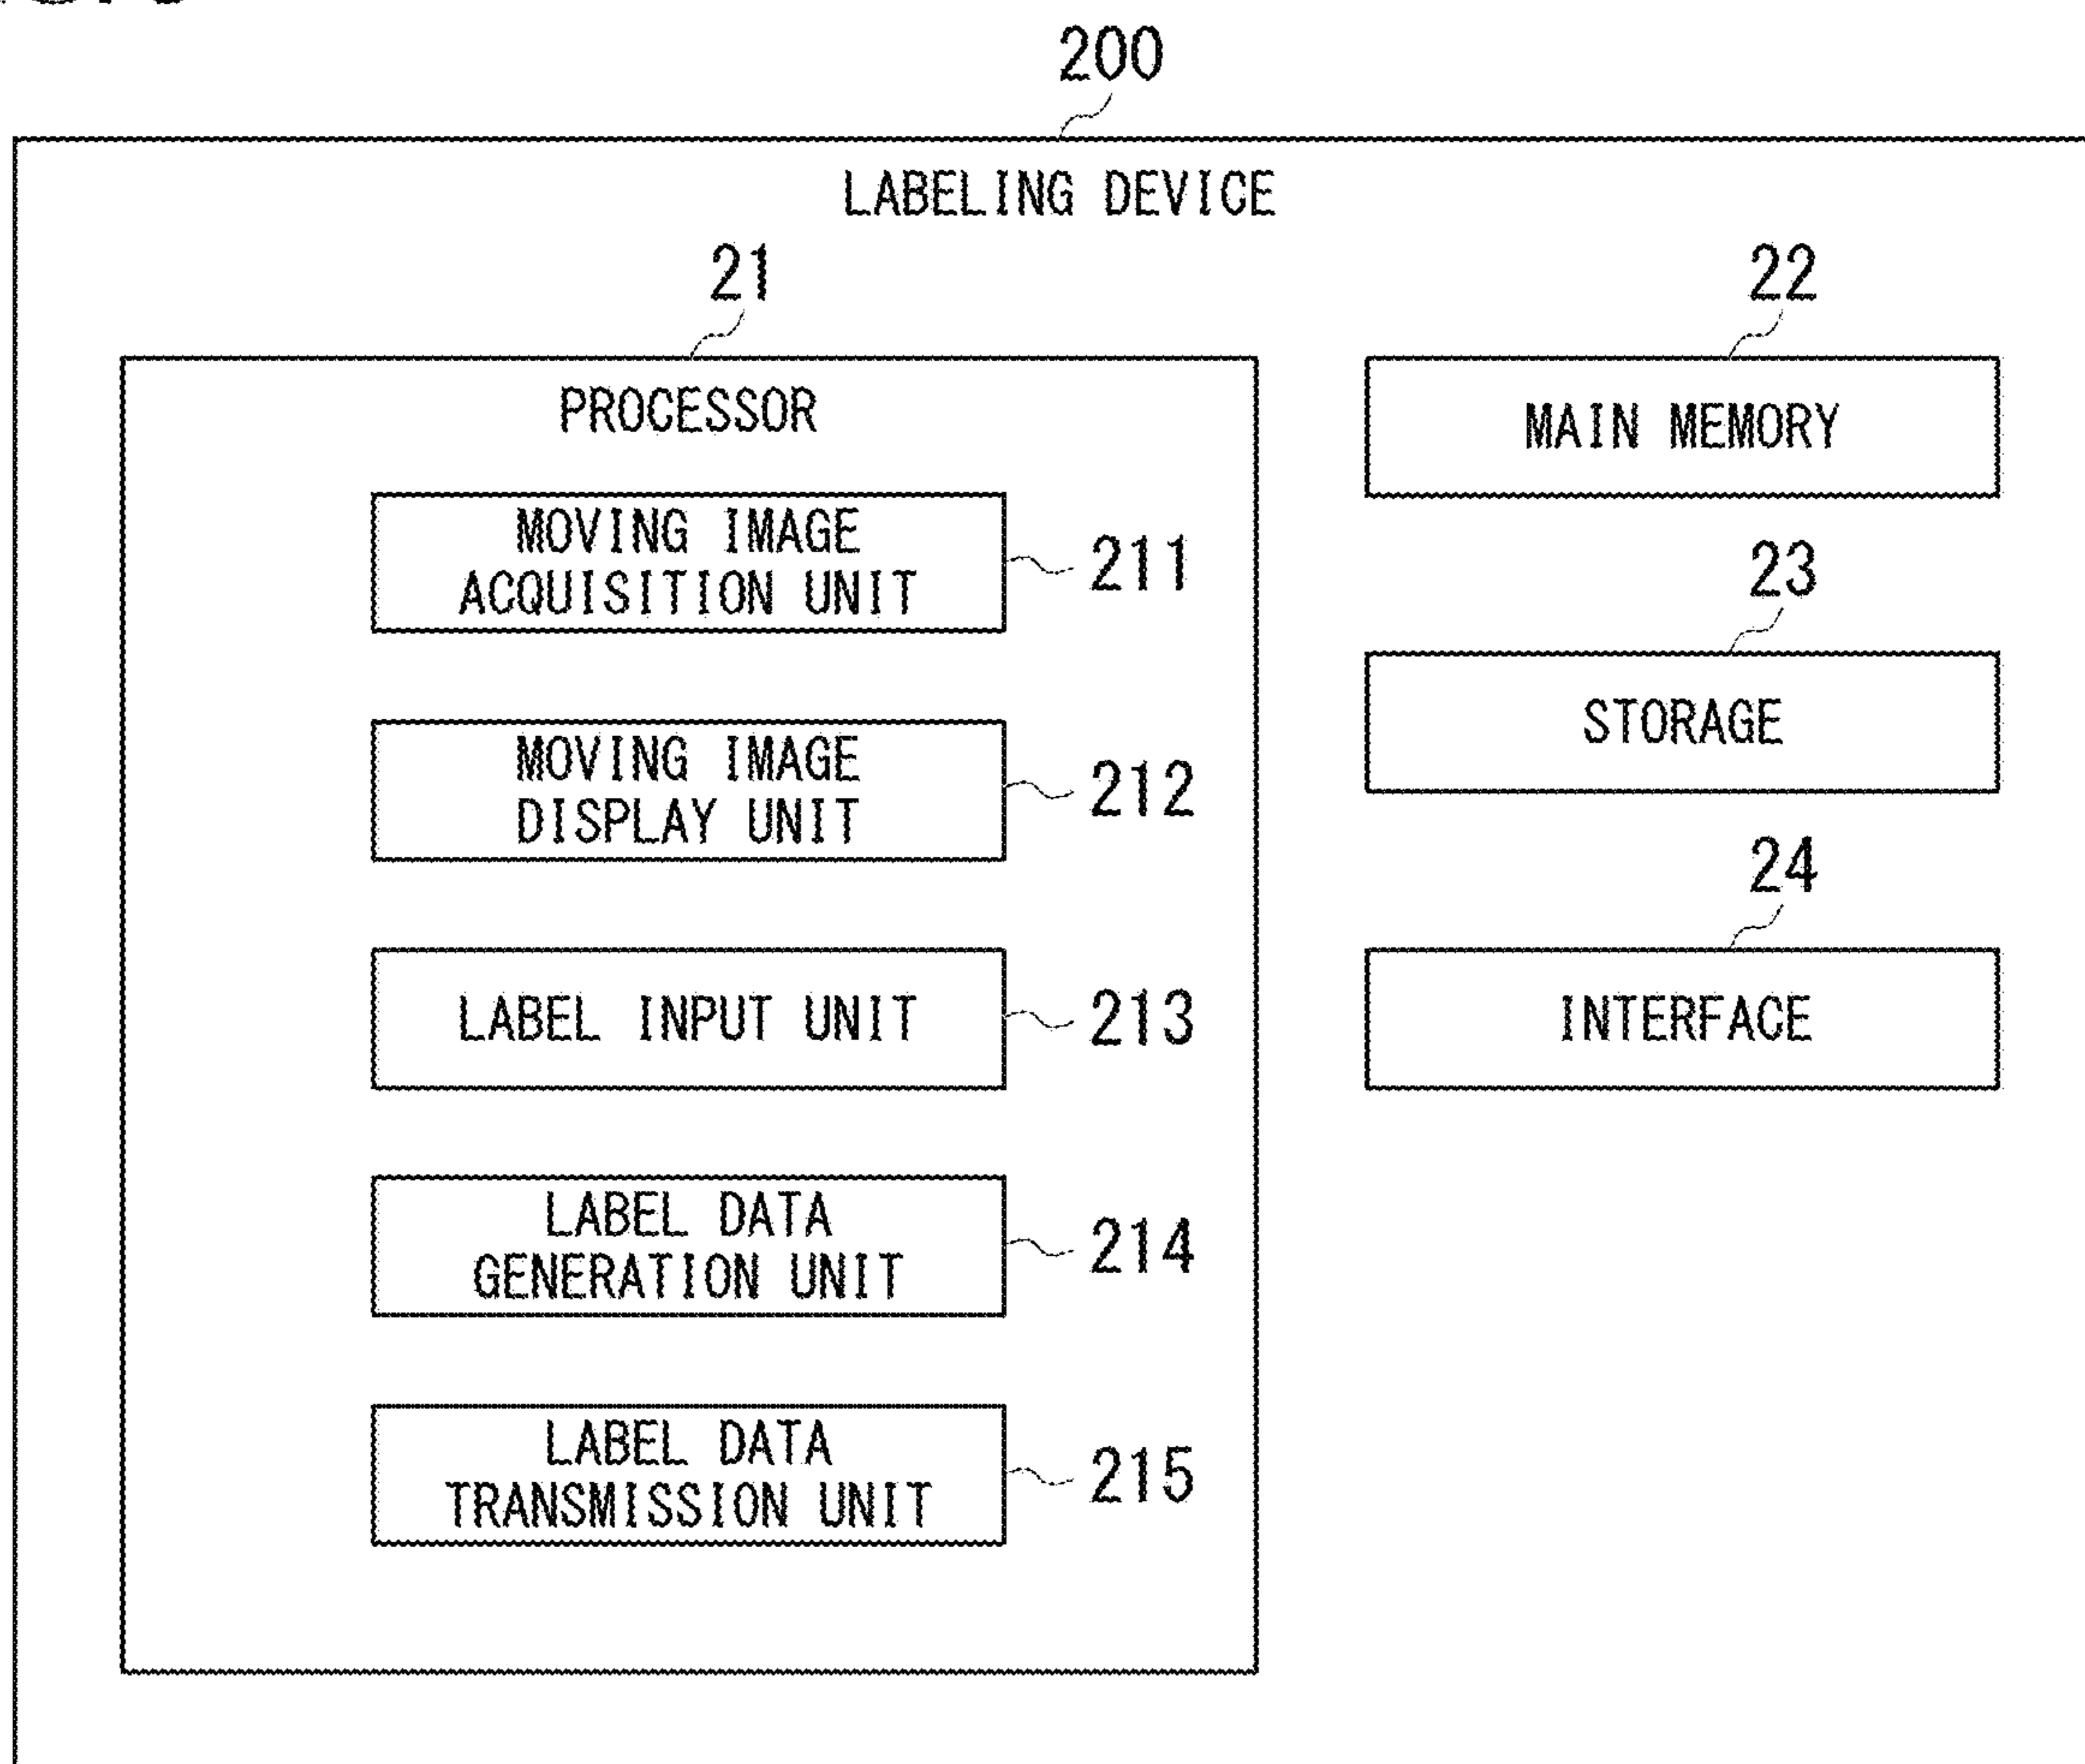 200
LABELING DEVICE
21
22
PROCESSOR
MAIN MEMORY
MOVING IMAGE
ACQUISITION UNIT
211
23
STORAGE
MOVING IMAGE
DISPLAY UNIT
212
24
LABEL INPUT UNIT
213
INTERFACE
LABEL DATA
GENERATION UNIT
214
LABEL DATA
TRANSMISSION UNIT
215